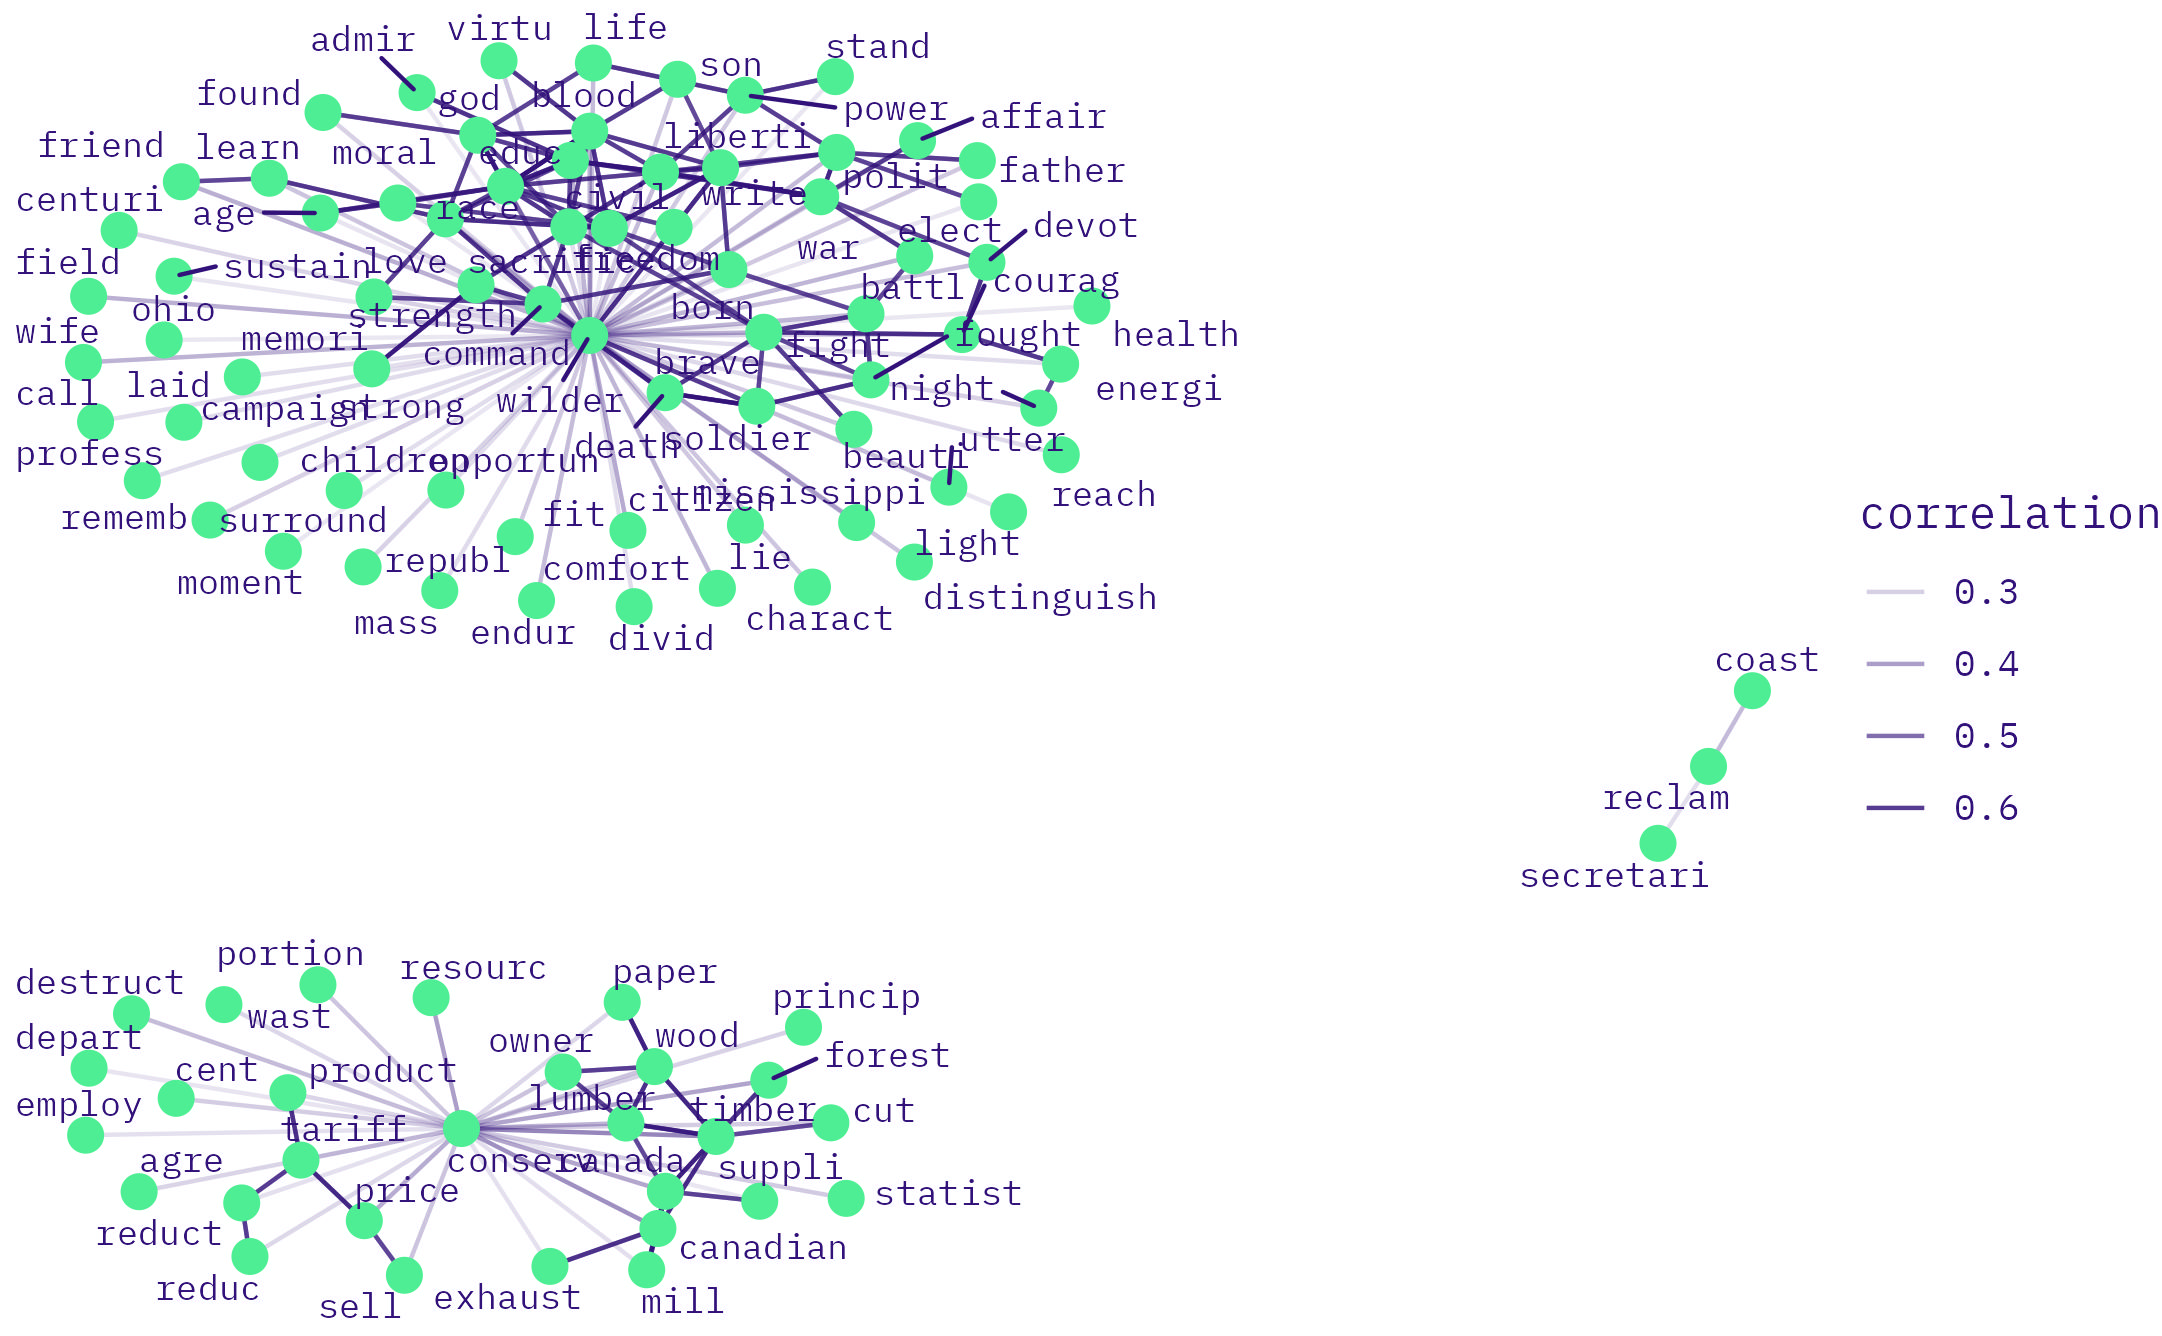 virtu
life
admir
stand
son
found
god
blood
power
affair
friend
learn
moral
educ
liberti
father
centuri
age
race
civil
write
polit
field
sustain
love
sacrific
freedom
war
elect
devot
ohio
strength
born
battl
courag
wife
memori
command
brave
fight
fought
health
call
laid
campaign
strong
wilder
night
energi
profess
children
opportun
death
soldier
beauti
utter
rememb
surround
fit
citizen
mississippi
reach
moment
republ
comfort
lie
light
mass
endur
divid
charact
distinguish
correlation
0.3
0.4
0.5
0.6
coast
reclam
secretari
portion
resourc
paper
destruct
wast
princip
depart
cent
product
owner
wood
forest
employ
tariff
lumber
timber
cut
agre
price
conserv
canada
suppli
statist
reduct
canadian
reduc
sell
exhaust
mill